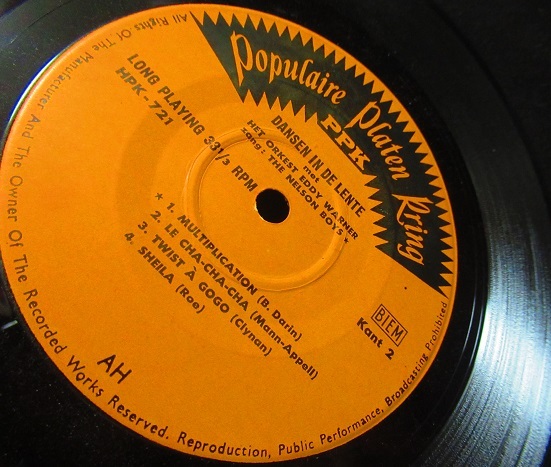 Populaire Platen Kring
PPK
LONG PLAYING 33 1/3 RPM
HPK-721
DANSEN IN DE LENTE
met
HET ORKEST EDDY WARNER
zang: THE NELSON BOYS *
* 1. MULTIPLICATION (B. Darin)
2. LE CHA-CHA-CHA (Mann-Appell)
3. TWIST À GOGO (Clynan)
4. SHEILA (Roe)
BIEM
Kant 2
AH
All Rights Of The Manufacturer And The Owner Of The Recorded Works Reserved. Reproduction, Public Performance, Broadcasting Prohibited